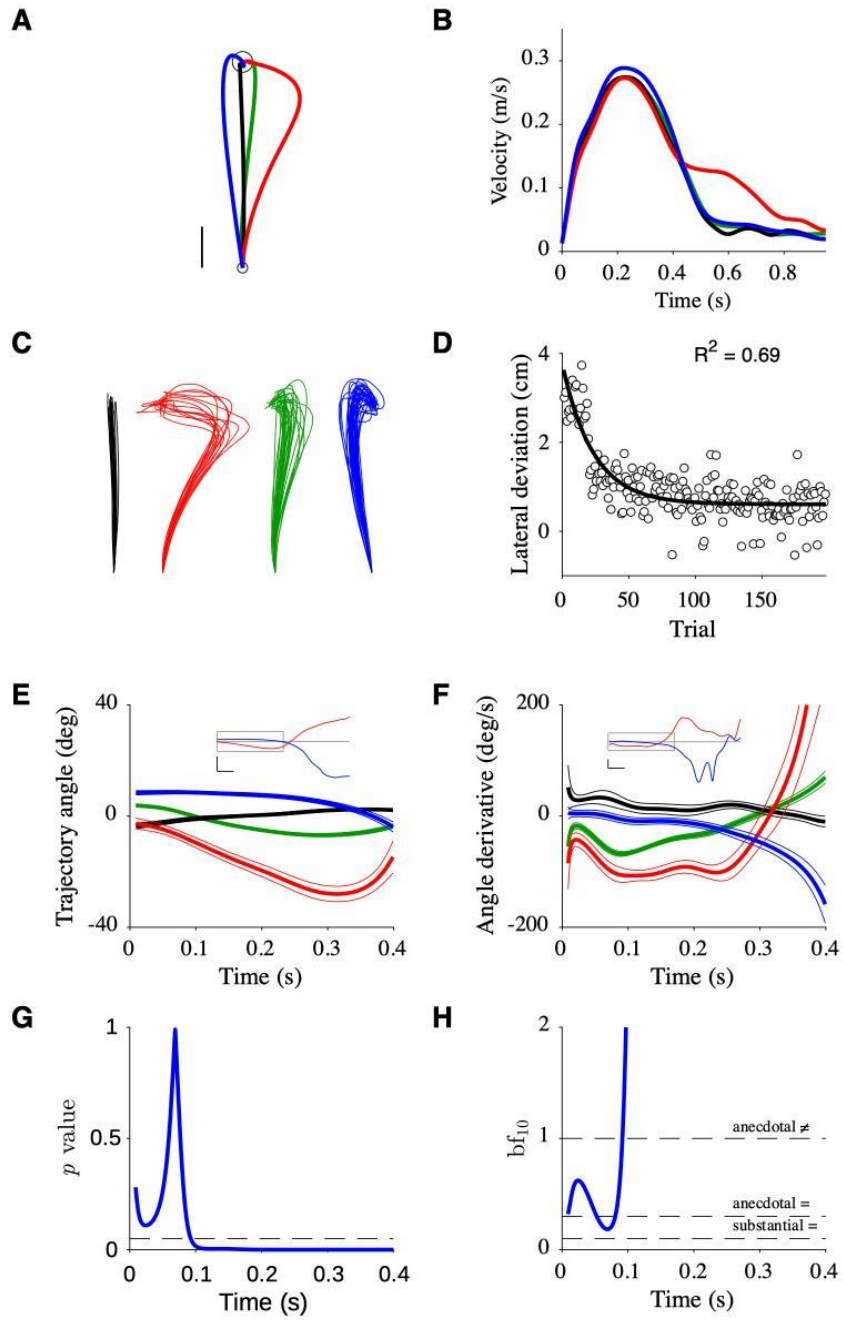 A
B
0.3
0.2
0.1
0
Velocity (m/s)
0 0.2 0.4 0.6 0.8
Time (s)
C
D
R² = 0.69
4
2
0
Lateral deviation (cm)
0 50 100 150
Trial
E
40
0
-40
Trajectory angle (deg)
0 0.1 0.2 0.3 0.4
Time (s)
F
200
0
-200
Angle derivative (deg/s)
0 0.1 0.2 0.3 0.4
Time (s)
G
1
0.5
0
p value
0 0.1 0.2 0.3 0.4
Time (s)
H
2
1
0
bf₁₀
anecdotal ≠
anecdotal =
substantial =
0 0.1 0.2 0.3 0.4
Time (s)